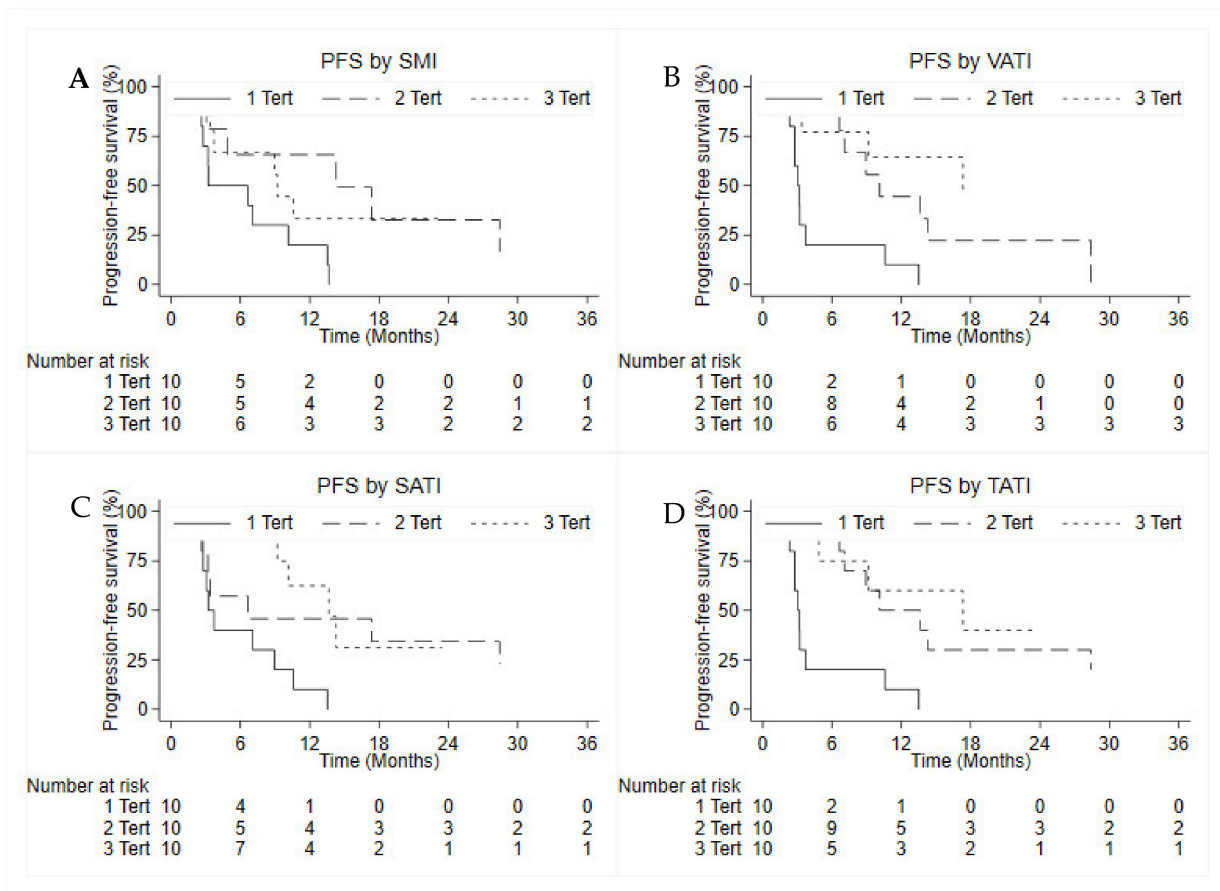 A
PFS by SMI
Progression-free survival (%)
100
75
50
25
0
1 Tert 2 Tert 3 Tert
0 6 12 18 24 30 36
Time (Months)
Number at risk
1 Tert 10 5 2 0 0 0 0
2 Tert 10 5 4 2 2 1 1
3 Tert 10 6 3 3 2 2 2
B
PFS by VATI
Progression-free survival (%)
100
75
50
25
0
1 Tert 2 Tert 3 Tert
0 6 12 18 24 30 36
Time (Months)
Number at risk
1 Tert 10 2 1 0 0 0 0
2 Tert 10 8 4 2 1 0 0
3 Tert 10 6 4 3 3 3 3
C
PFS by SATI
Progression-free survival (%)
100
75
50
25
0
1 Tert 2 Tert 3 Tert
0 6 12 18 24 30 36
Time (Months)
Number at risk
1 Tert 10 4 1 0 0 0 0
2 Tert 10 5 4 3 3 2 2
3 Tert 10 7 4 2 1 1 1
D
PFS by TATI
Progression-free survival (%)
100
75
50
25
0
1 Tert 2 Tert 3 Tert
0 6 12 18 24 30 36
Time (Months)
Number at risk
1 Tert 10 2 1 0 0 0 0
2 Tert 10 9 5 3 3 2 2
3 Tert 10 5 3 2 1 1 1